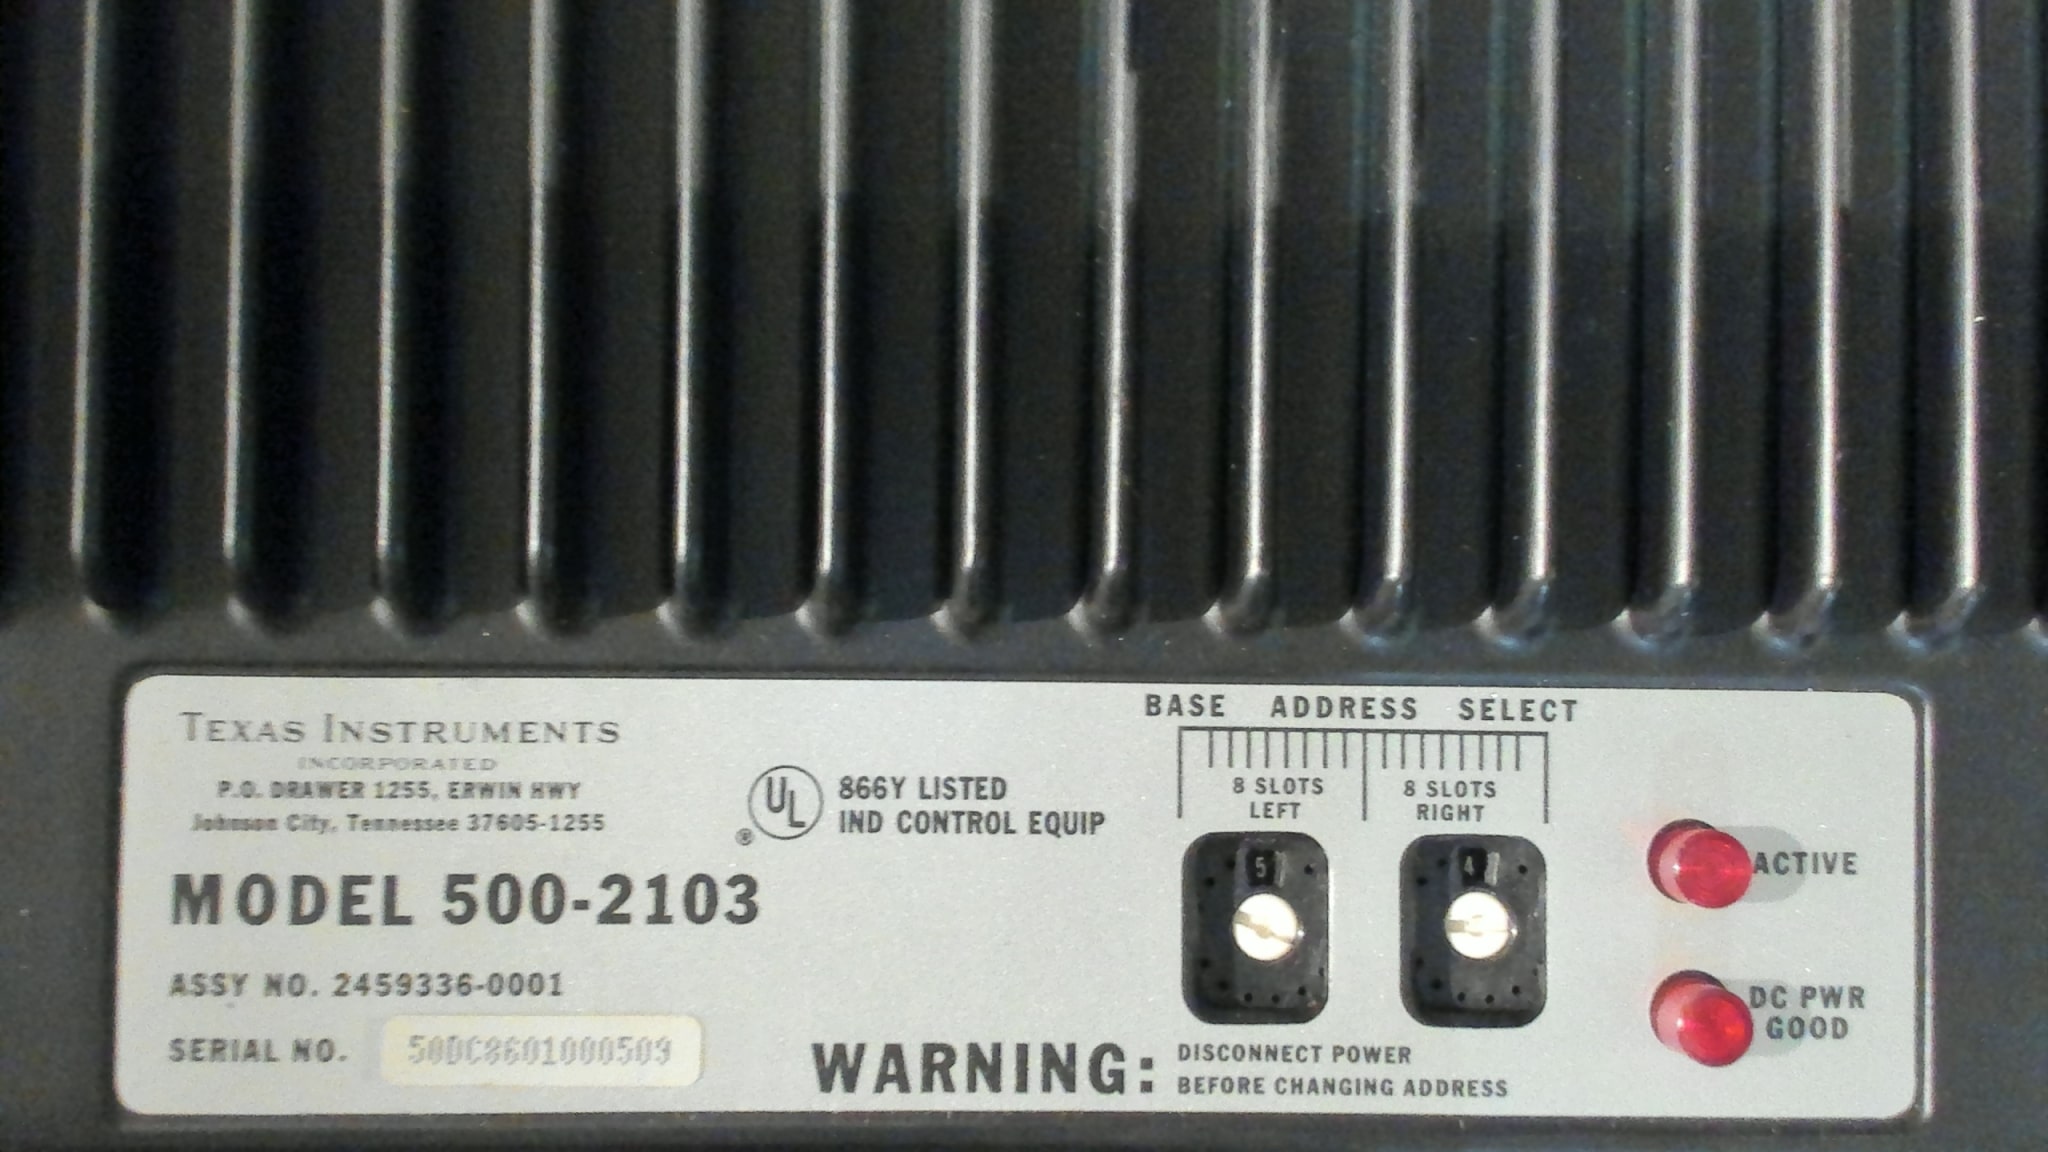 TEXAS INSTRUMENTS
INCORPORATED
P.O. DRAWER 1255, ERWIN HWY
Johnson City, Tennessee 37605-1255
MODEL 500-2103
ASSY NO. 2459336-0001
SERIAL NO. 50DC8601000509
UL ®
866Y LISTED
IND CONTROL EQUIP
BASE ADDRESS SELECT
8 SLOTS LEFT
8 SLOTS RIGHT
5
4
ACTIVE
DC PWR
GOOD
WARNING: DISCONNECT POWER
BEFORE CHANGING ADDRESS